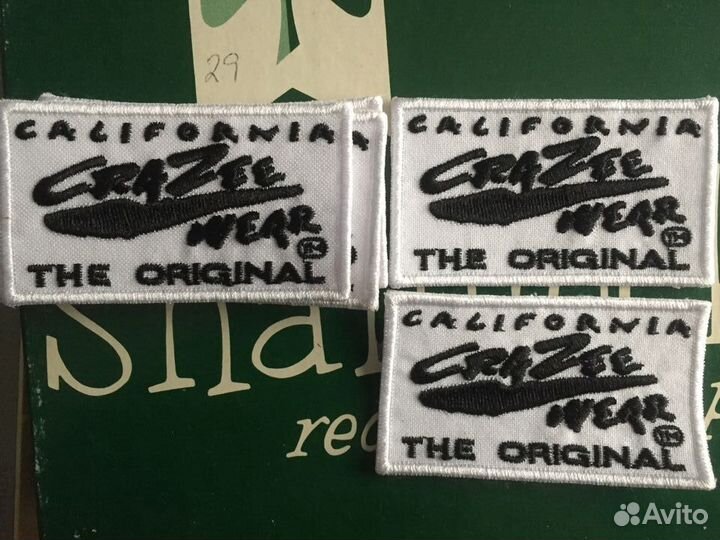 29
CALIFORNIA
CRAZEE
WEAR
THE ORIGINAL
CALIFORNIA
CRAZEE
WEAR
THE ORIGINAL
CALIFORNIA
CRAZEE
WEAR
THE ORIGINAL
Avito